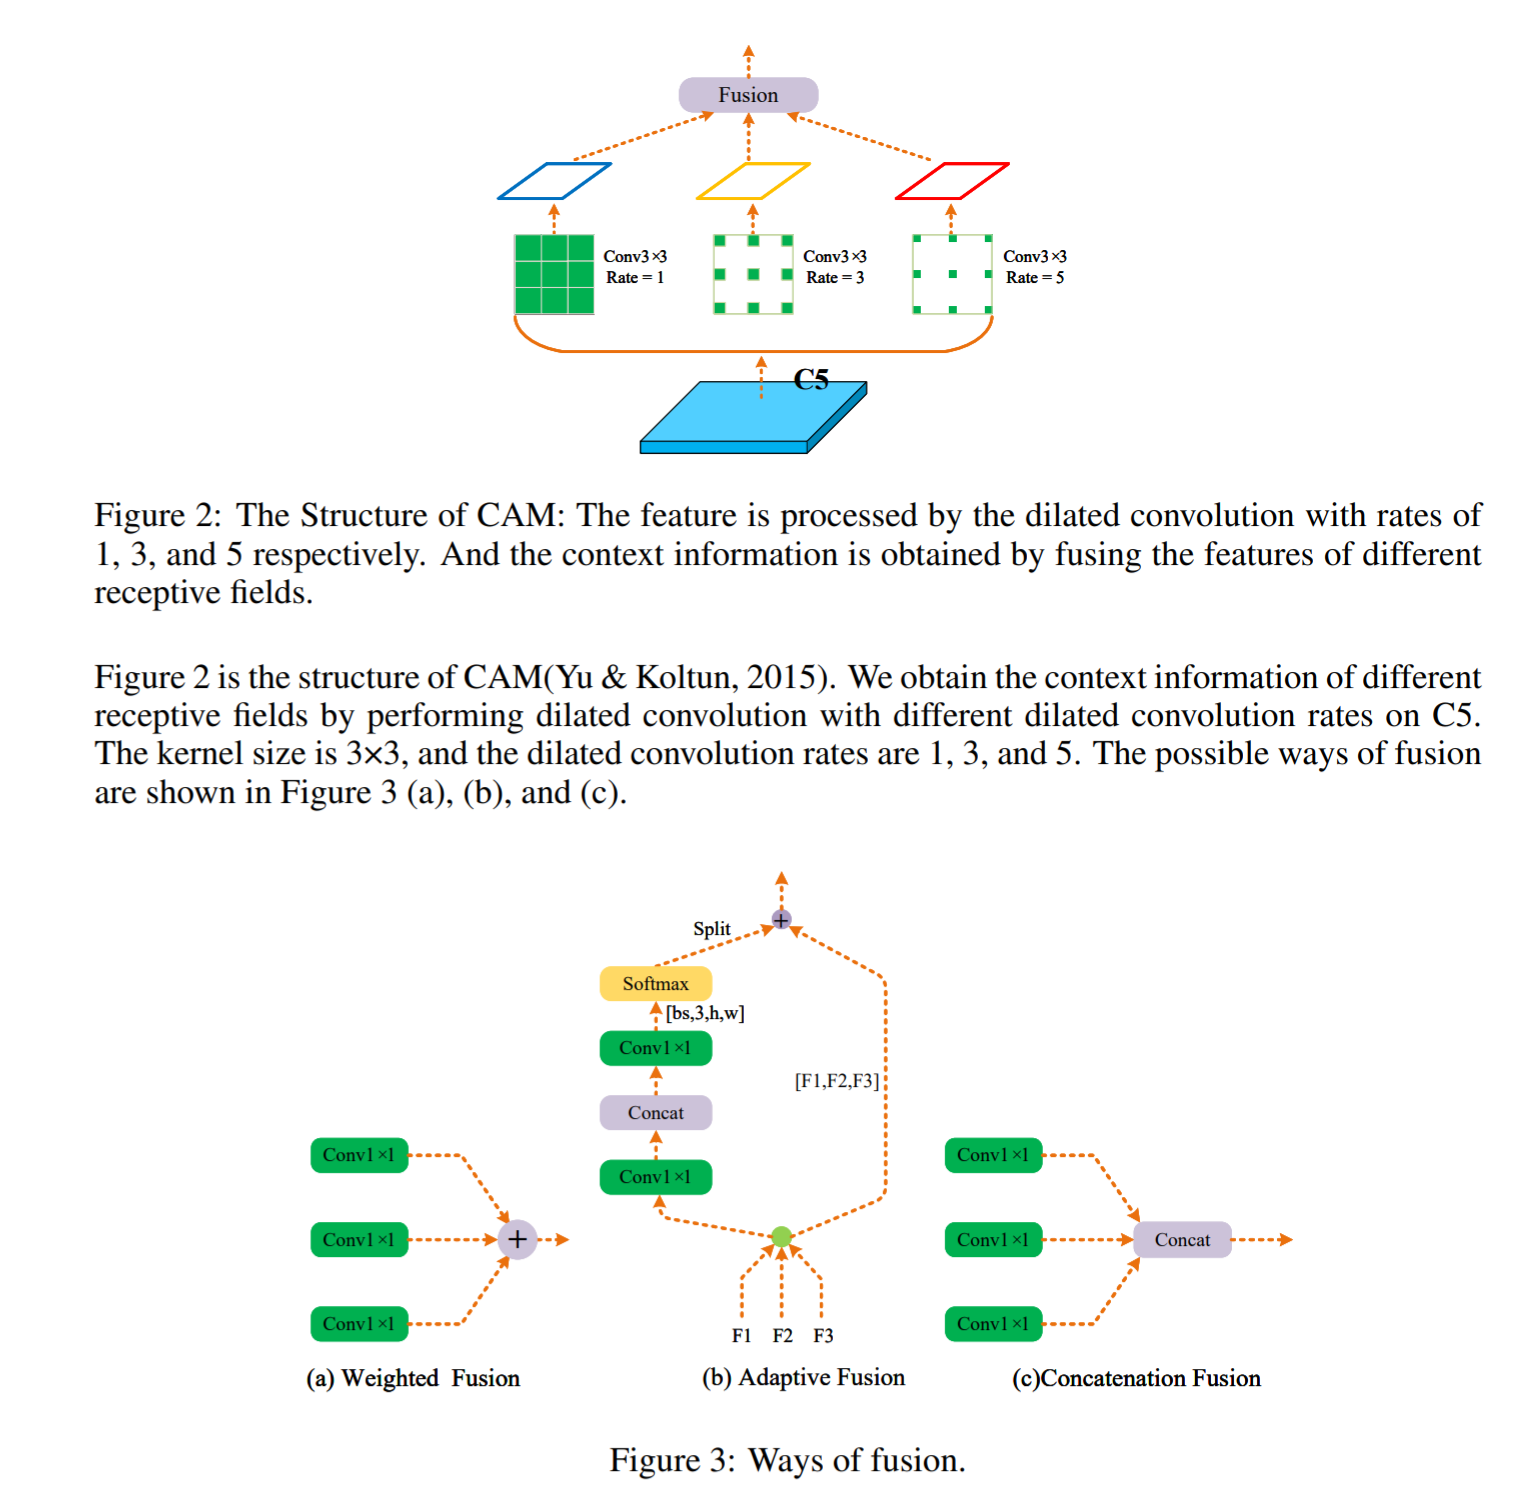 Fusion
Conv3×3
Rate = 1
Conv3×3
Rate = 3
Conv3×3
Rate = 5
C5
Figure 2: The Structure of CAM: The feature is processed by the dilated convolution with rates of
1, 3, and 5 respectively. And the context information is obtained by fusing the features of different
receptive fields.
Figure 2 is the structure of CAM(Yu & Koltun, 2015). We obtain the context information of different
receptive fields by performing dilated convolution with different dilated convolution rates on C5.
The kernel size is 3×3, and the dilated convolution rates are 1, 3, and 5. The possible ways of fusion
are shown in Figure 3 (a), (b), and (c).
Conv1×1
Conv1×1
Conv1×1
+
(a) Weighted Fusion
+
Split
Softmax
[bs,3,h,w]
Conv1×1
[F1,F2,F3]
Concat
Conv1×1
F1 F2 F3
(b) Adaptive Fusion
Conv1×1
Conv1×1
Conv1×1
Concat
(c)Concatenation Fusion
Figure 3: Ways of fusion.